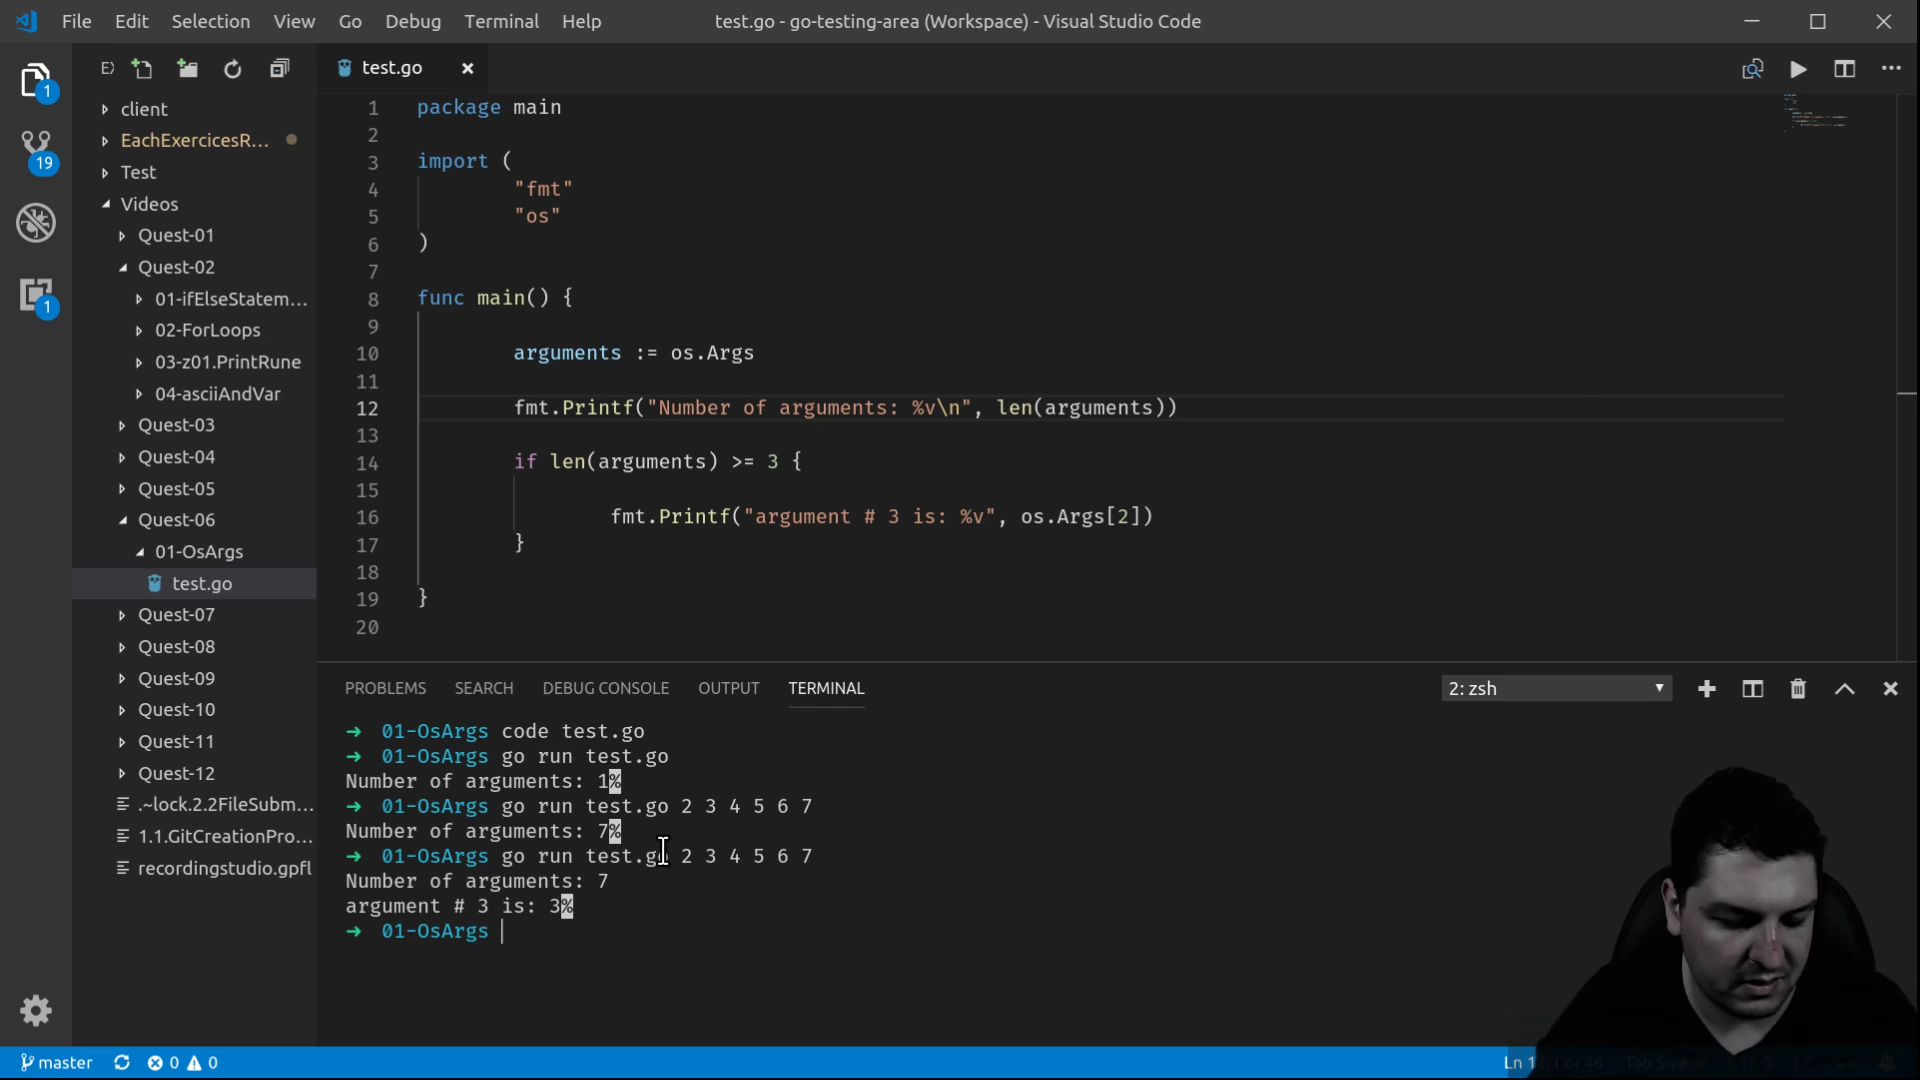 File Edit Selection View Go Debug Terminal Help test.go - go-testing-area (Workspace) - Visual Studio Code
test.go
client
EachExercicesR...
Test
Videos
Quest-01
Quest-02
01-ifElseStatem...
02-ForLoops
03-z01.PrintRune
04-asciiAndVar
Quest-03
Quest-04
Quest-05
Quest-06
01-OsArgs
test.go
Quest-07
Quest-08
Quest-09
Quest-10
Quest-11
Quest-12
.~lock.2.2FileSubm...
1.1.GitCreationPro...
recordingstudio.gpfl
1
19
1
1 package main
2
3 import (
4 "fmt"
5 "os"
6 )
7
8 func main() {
9
10 arguments := os.Args
11
12 fmt.Printf("Number of arguments: %v\n", len(arguments))
13
14 if len(arguments) >= 3 {
15
16 fmt.Printf("argument # 3 is: %v", os.Args[2])
17 }
18
19 }
20
PROBLEMS SEARCH DEBUG CONSOLE OUTPUT TERMINAL 2: zsh
➜ 01-OsArgs code test.go
➜ 01-OsArgs go run test.go
Number of arguments: 1%
➜ 01-OsArgs go run test.go 2 3 4 5 6 7
Number of arguments: 7%
➜ 01-OsArgs go run test.go 2 3 4 5 6 7
Number of arguments: 7
argument # 3 is: 3%
➜ 01-OsArgs
master 0 0